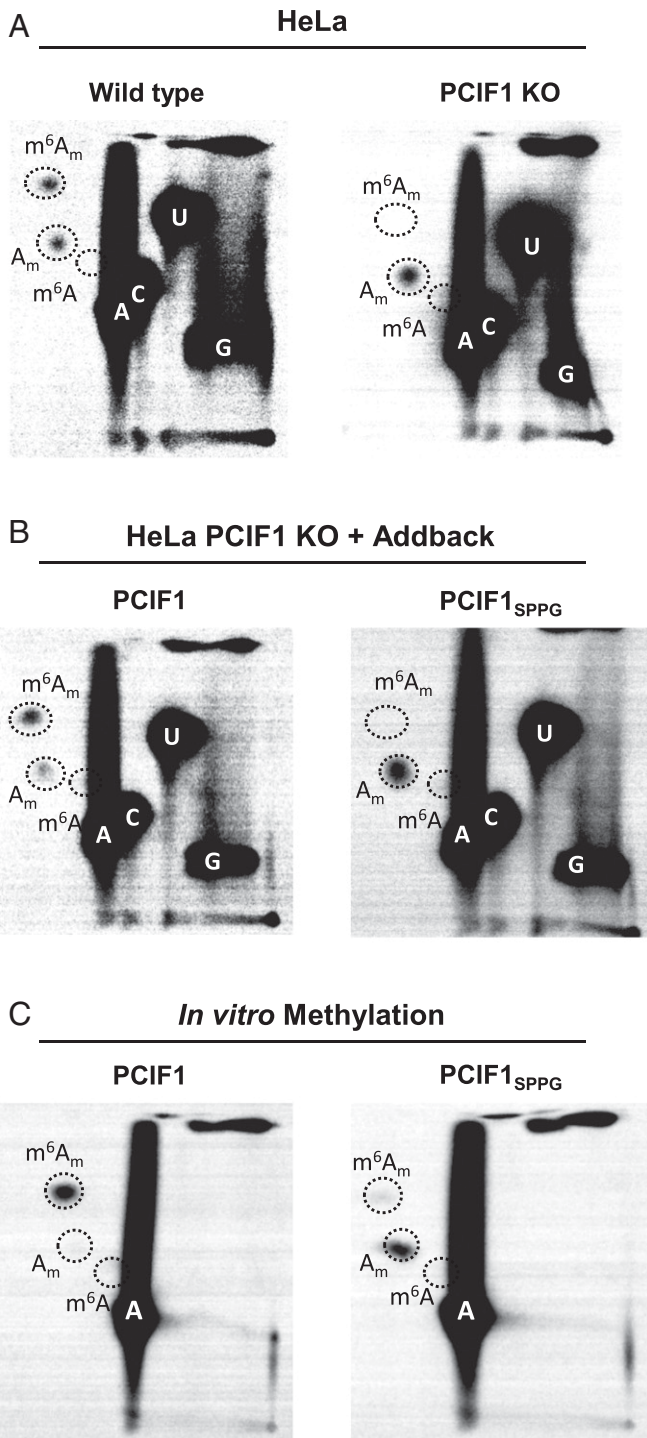 A
HeLa
Wild type
PCIF1 KO
m⁶Aₘ
Aₘ
m⁶A
A
C
U
G
m⁶Aₘ
Aₘ
m⁶A
A
C
U
G
B
HeLa PCIF1 KO + Addback
PCIF1
PCIF1SPPG
m⁶Aₘ
Aₘ
m⁶A
A
C
U
G
m⁶Aₘ
Aₘ
m⁶A
A
C
U
G
C
In vitro Methylation
PCIF1
PCIF1SPPG
m⁶Aₘ
Aₘ
m⁶A
A
m⁶Aₘ
Aₘ
m⁶A
A